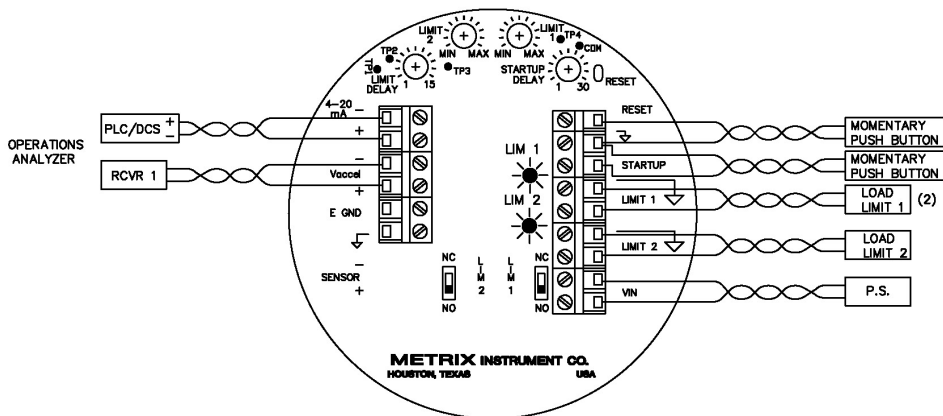 LIMIT
2
MIN MAX
LIMIT
1
MIN MAX
TP4
COM
TP1
TP2
TP3
LIMIT
DELAY
1 15
STARTUP
DELAY
1 30
RESET
OPERATIONS
ANALYZER
PLC/DCS
+
−
4−20
mA
−
+
RCVR 1
−
Vaccel
+
E GND
−
SENSOR
+
LIM 1
LIM 2
RESET
STARTUP
LIMIT 1
LIMIT 2
VIN
MOMENTARY
PUSH BUTTON
MOMENTARY
PUSH BUTTON
LOAD
LIMIT 1
(2)
LOAD
LIMIT 2
P.S.
NC
NO
L
I
M
2
L
I
M
1
NC
NO
METRIX INSTRUMENT CO.
HOUSTON, TEXAS USA